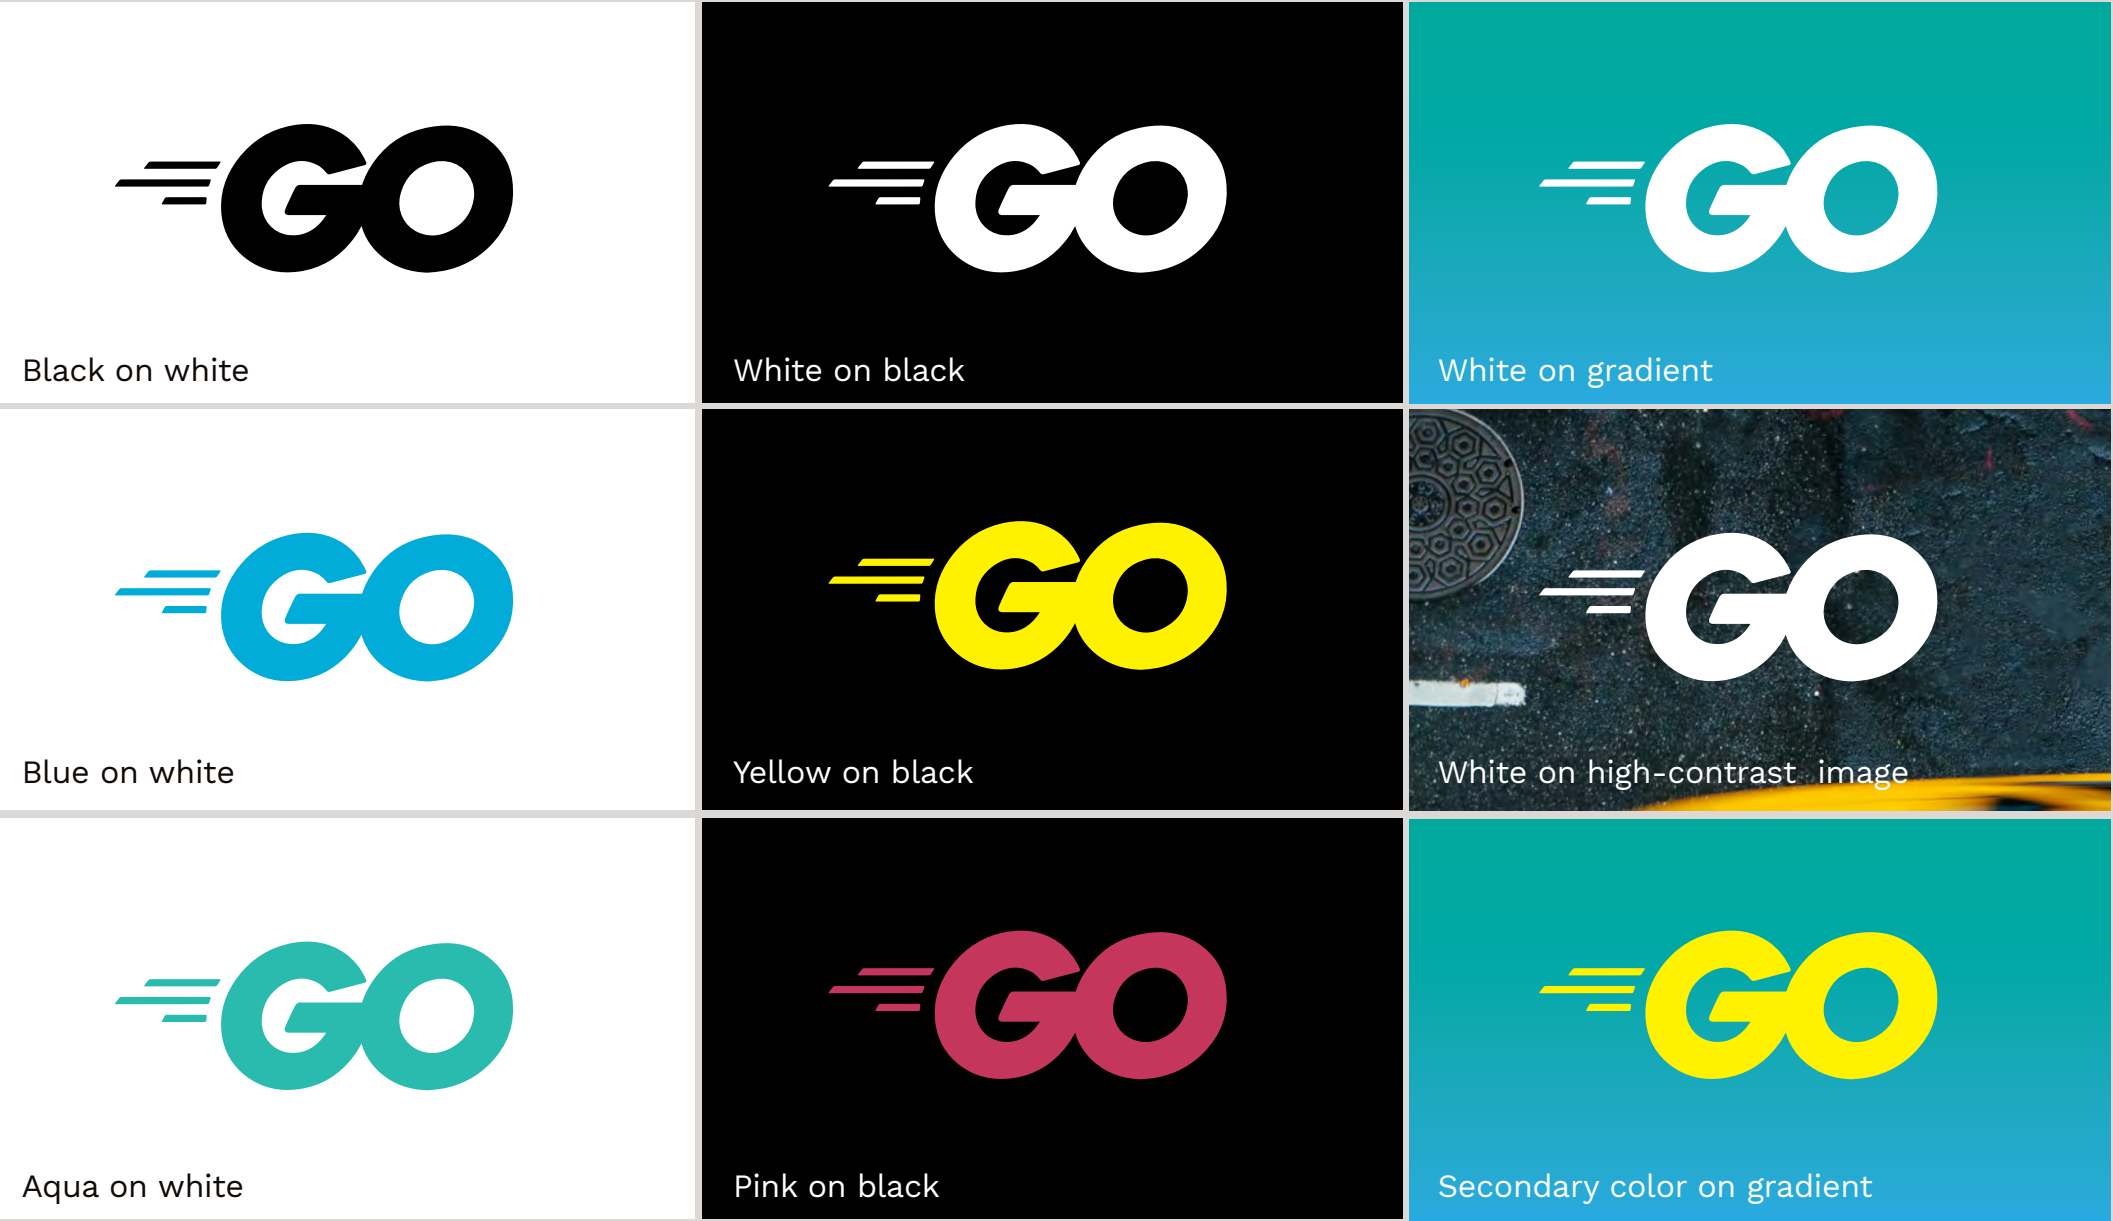 GO
Black on white
GO
White on black
GO
White on gradient
GO
Blue on white
GO
Yellow on black
GO
White on high-contrast  image
GO
Aqua on white
GO
Pink on black
GO
Secondary color on gradient